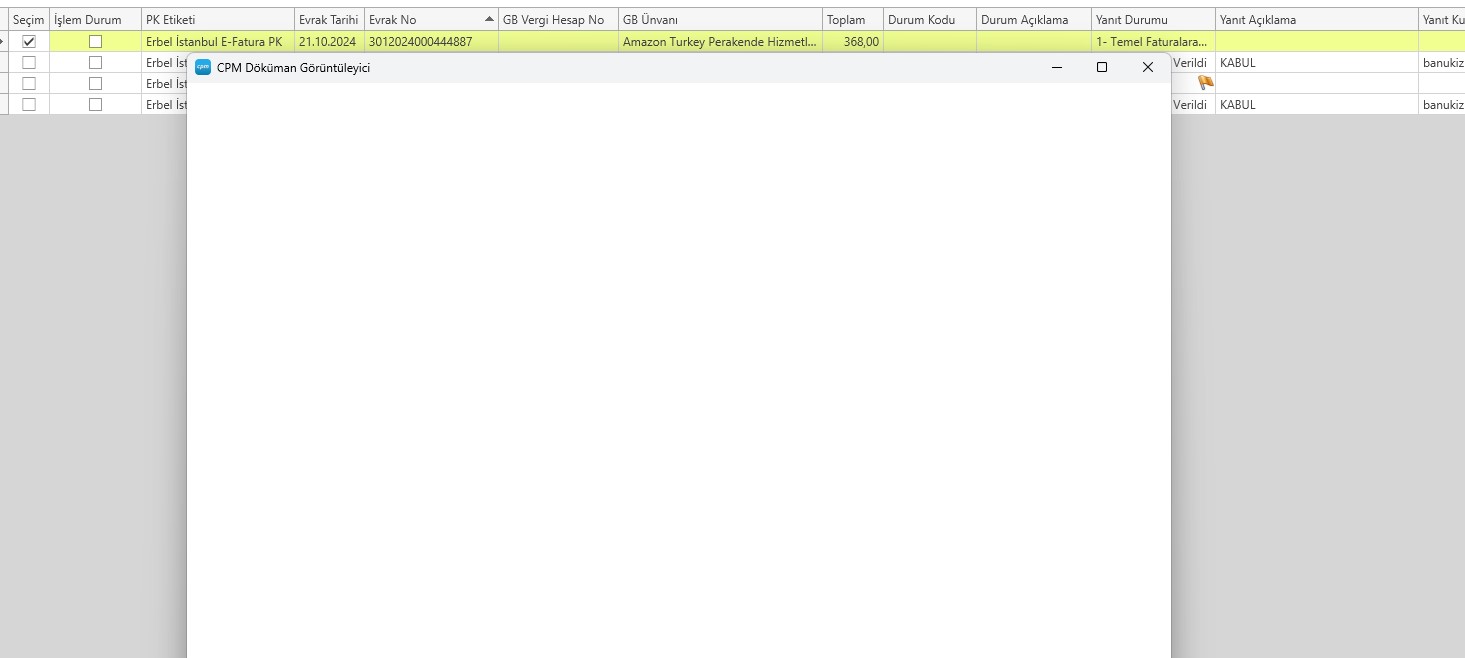 Seçim İşlem Durum PK Etiketi Evrak Tarihi Evrak No GB Vergi Hesap No GB Ünvanı Toplam Durum Kodu Durum Açıklama Yanıt Durumu Yanıt Açıklama Yanıt Ku
Erbel İstanbul E-Fatura PK 21.10.2024 3012024000444887 Amazon Turkey Perakende Hizmetl... 368,00 1- Temel Faturalara...
Erbel İst Verildi KABUL banukiz
Erbel İst
Erbel İst Verildi KABUL banukiz
cpm CPM Döküman Görüntüleyici